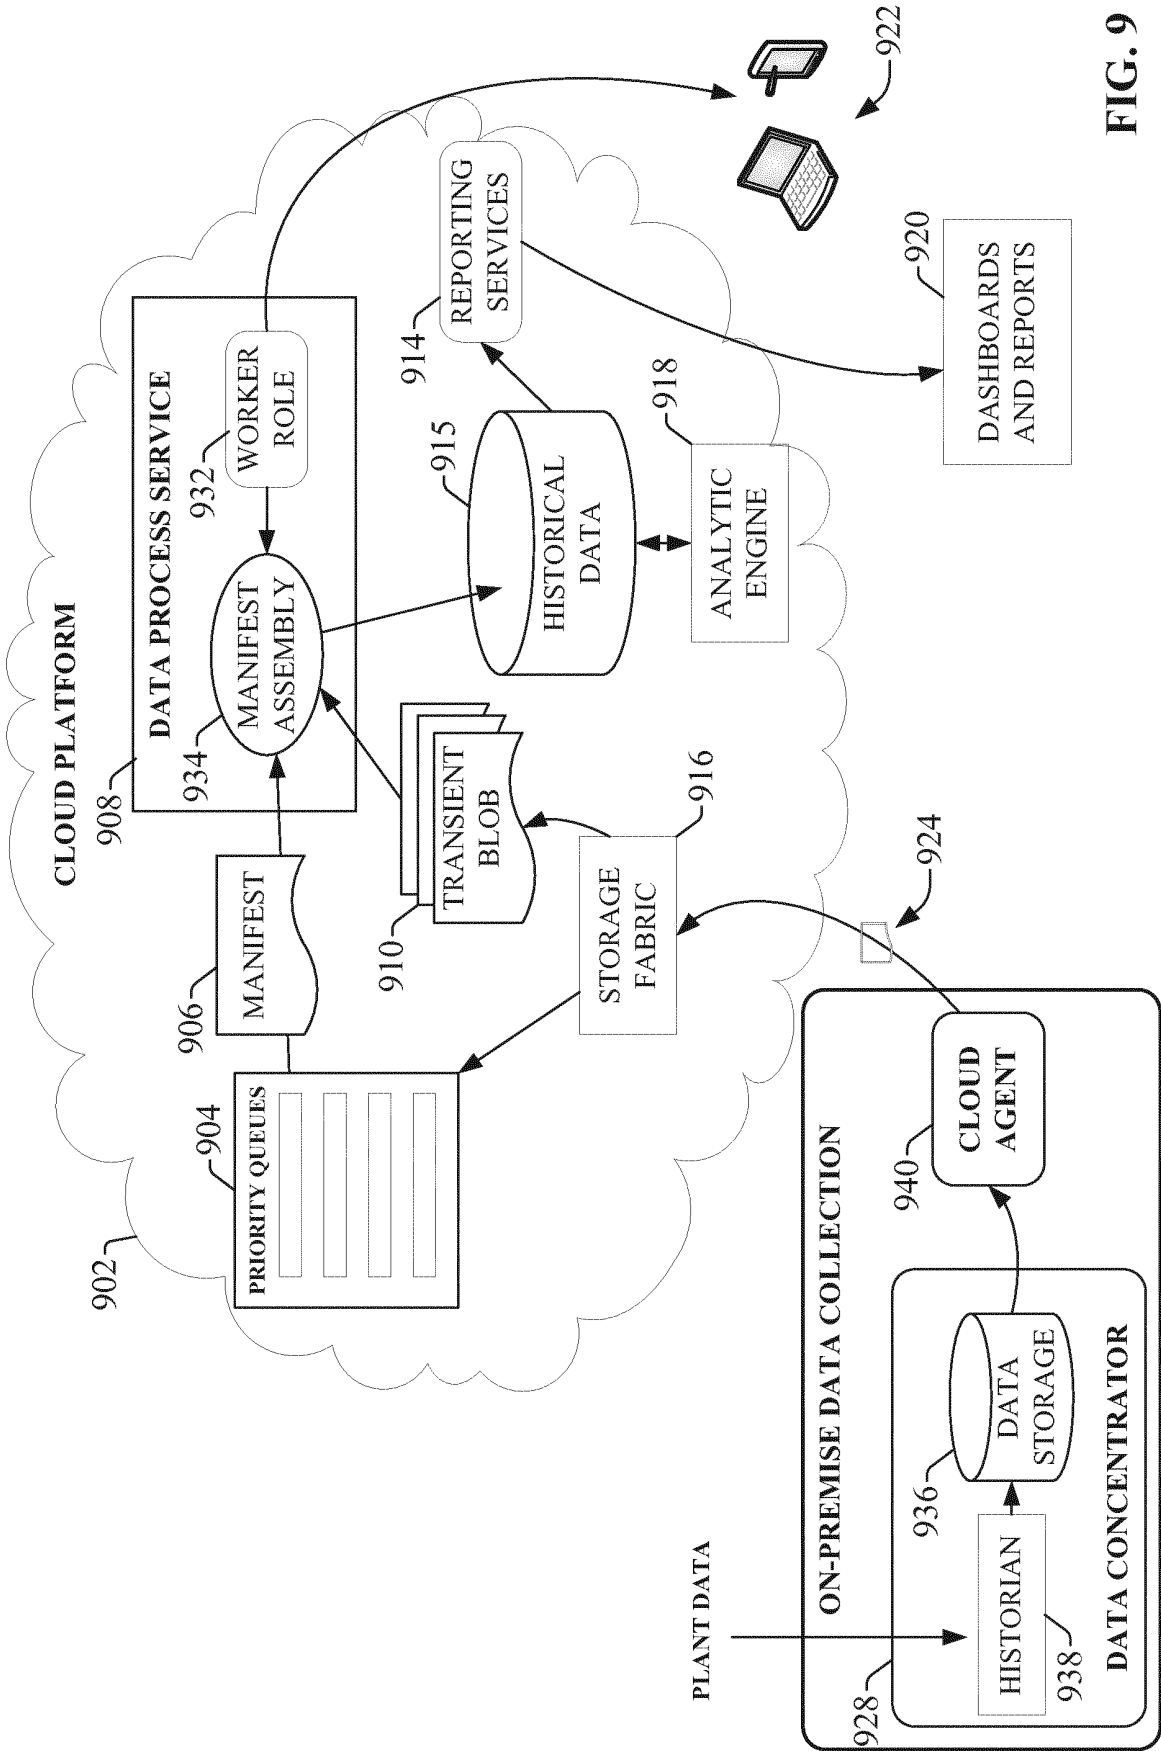 CLOUD PLATFORM
902
904
PRIORITY QUEUES
906
MANIFEST
908
DATA PROCESS SERVICE
934
MANIFEST
ASSEMBLY
932
WORKER
ROLE
910
TRANSIENT
BLOB
915
HISTORICAL
DATA
914
REPORTING
SERVICES
916
STORAGE
FABRIC
918
ANALYTIC
ENGINE
922
920
DASHBOARDS
AND REPORTS
924
PLANT DATA
ON-PREMISE DATA COLLECTION
928
HISTORIAN
938
936
DATA
STORAGE
DATA CONCENTRATOR
940
CLOUD
AGENT
FIG. 9